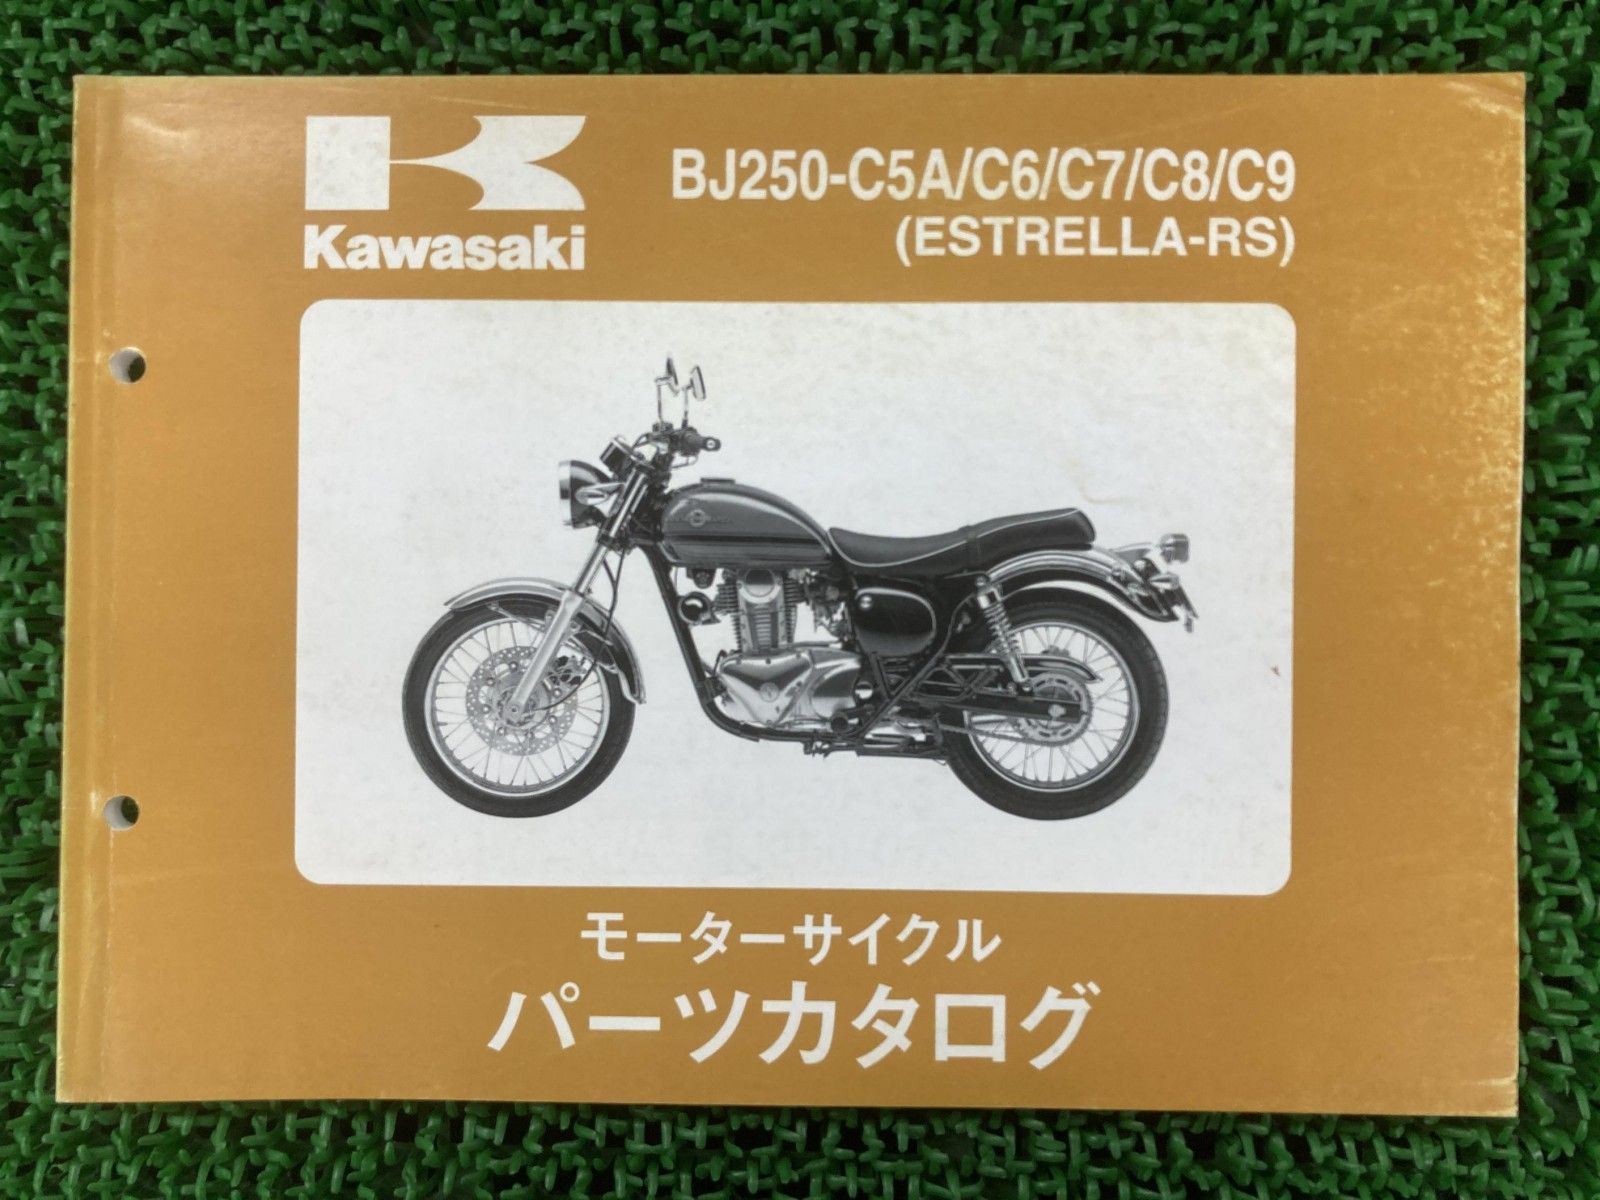 Kawasaki
BJ250-C5A/C6/C7/C8/C9
(ESTRELLA-RS)
モーターサイクル
パーツカタログ